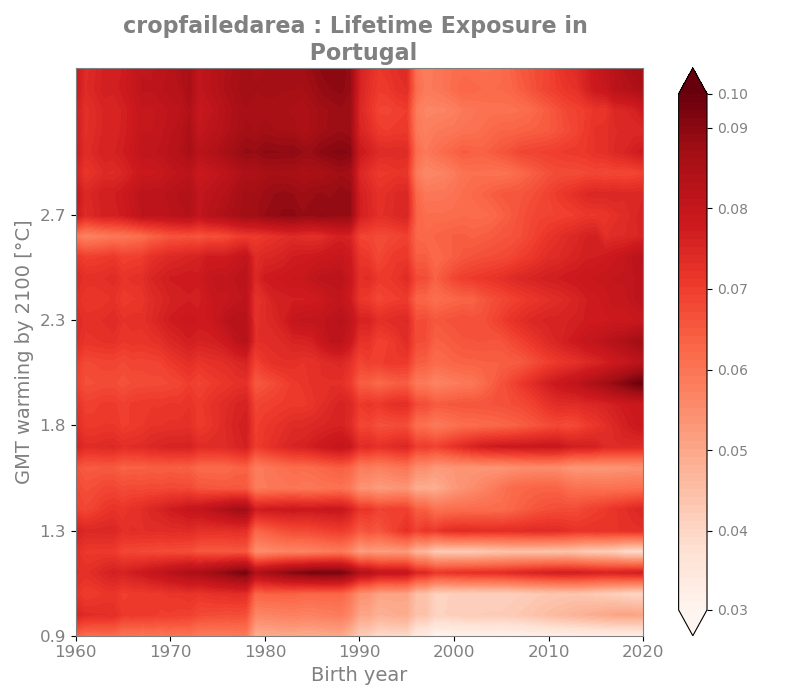 cropfailedarea : Lifetime Exposure in
Portugal
GMT warming by 2100 [°C]
2.7
2.3
1.8
1.3
0.9
1960 1970 1980 1990 2000 2010 2020
Birth year
0.10
0.09
0.08
0.07
0.06
0.05
0.04
0.03